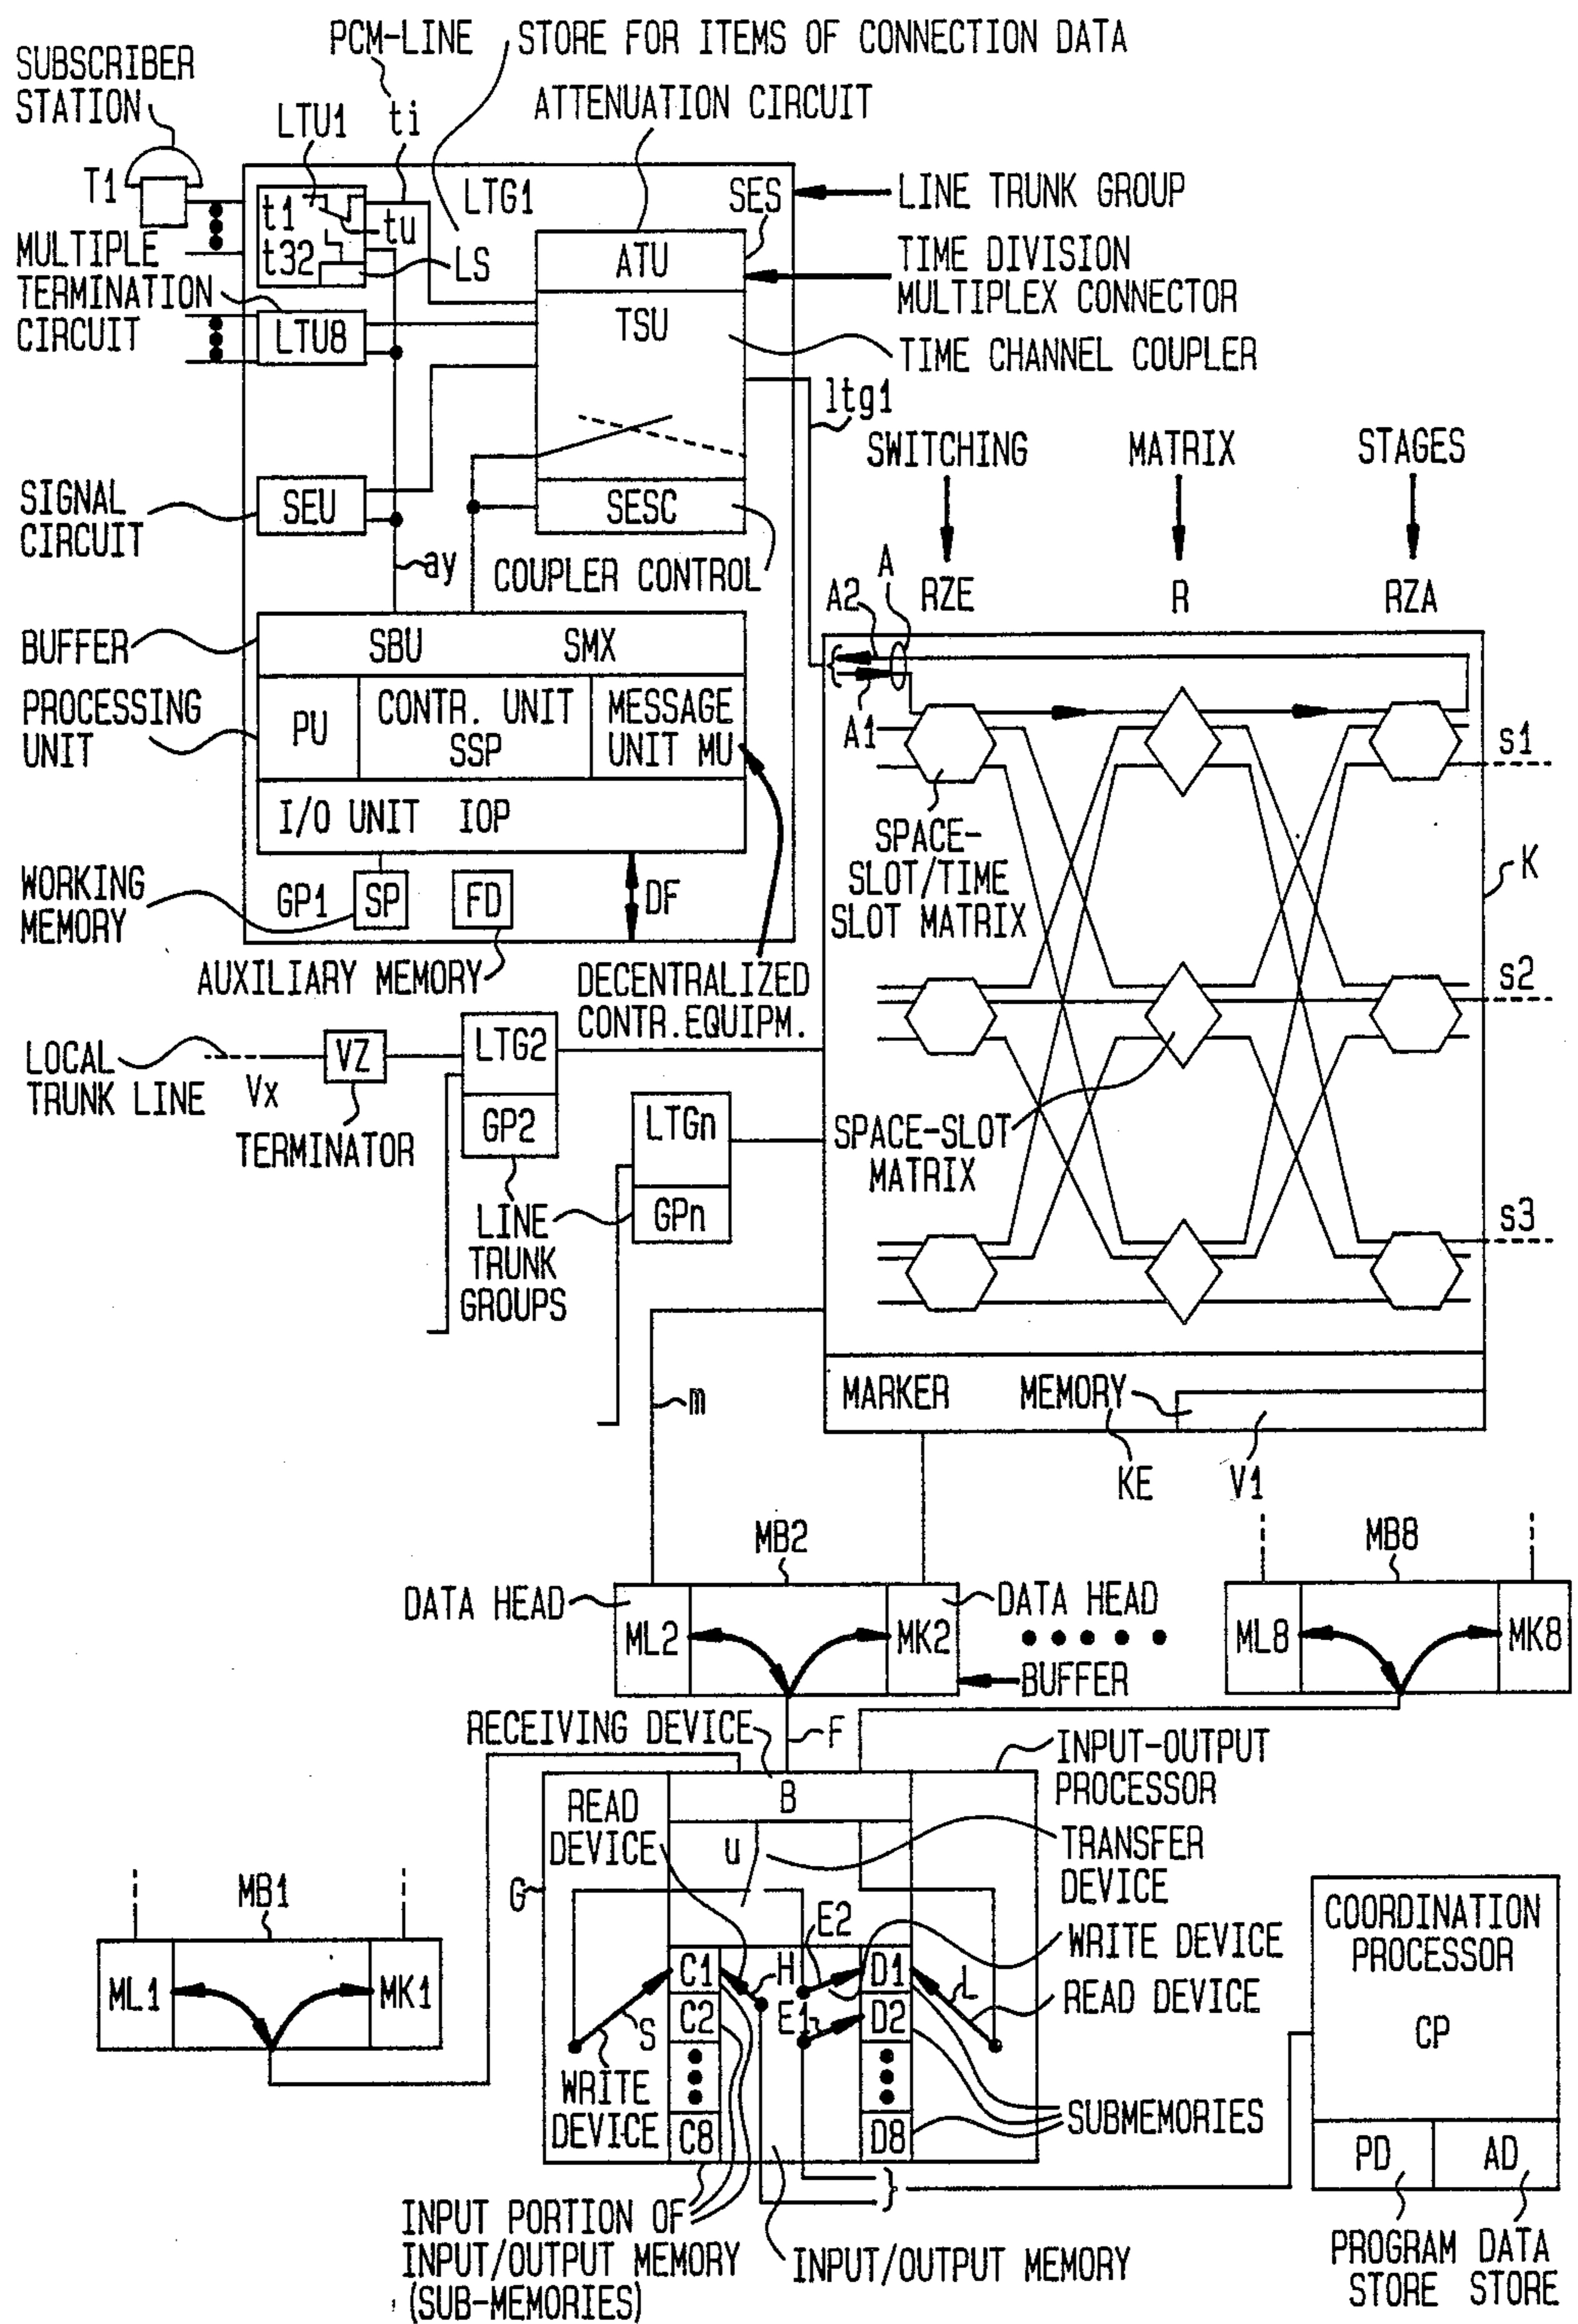 PCM-LINE
STORE FOR ITEMS OF CONNECTION DATA
SUBSCRIBER
STATION
LTU1
ti
ATTENUATION CIRCUIT
T1
t1
t32
tu
LS
LTG1
SES
LINE TRUNK GROUP
MULTIPLE
TERMINATION
CIRCUIT
LTU8
ATU
TSU
TIME DIVISION
MULTIPLEX CONNECTOR
TIME CHANNEL COUPLER
ltg1
SWITCHING MATRIX STAGES
SIGNAL
CIRCUIT
SEU
SESC
ay
COUPLER CONTROL
A2
A
RZE
R
RZA
BUFFER
SBU
SMX
PROCESSING
UNIT
PU
CONTR. UNIT
SSP
MESSAGE
UNIT MU
A1
s1
I/O UNIT IOP
SPACE-
SLOT/TIME
SLOT MATRIX
K
WORKING
MEMORY
GP1
SP
FD
DF
AUXILIARY MEMORY
DECENTRALIZED
CONTR.EQUIPM.
s2
LOCAL
TRUNK LINE
Vx
VZ
TERMINATOR
LTG2
GP2
LTGn
GPn
LINE
TRUNK
GROUPS
SPACE-SLOT
MATRIX
s3
m
MARKER
MEMORY
KE
V1
MB2
MB8
DATA HEAD
ML2
MK2
DATA HEAD
BUFFER
ML8
MK8
RECEIVING DEVICE
F
INPUT-OUTPUT
PROCESSOR
B
READ
DEVICE
u
TRANSFER
DEVICE
G
MB1
ML1
MK1
E2
WRITE DEVICE
C1
H
D1
L
READ DEVICE
C2
E1
D2
S
WRITE
DEVICE
C8
D8
SUBMEMORIES
COORDINATION
PROCESSOR
CP
PD
AD
INPUT PORTION OF
INPUT/OUTPUT MEMORY
(SUB-MEMORIES)
INPUT/OUTPUT MEMORY
PROGRAM
STORE
DATA
STORE